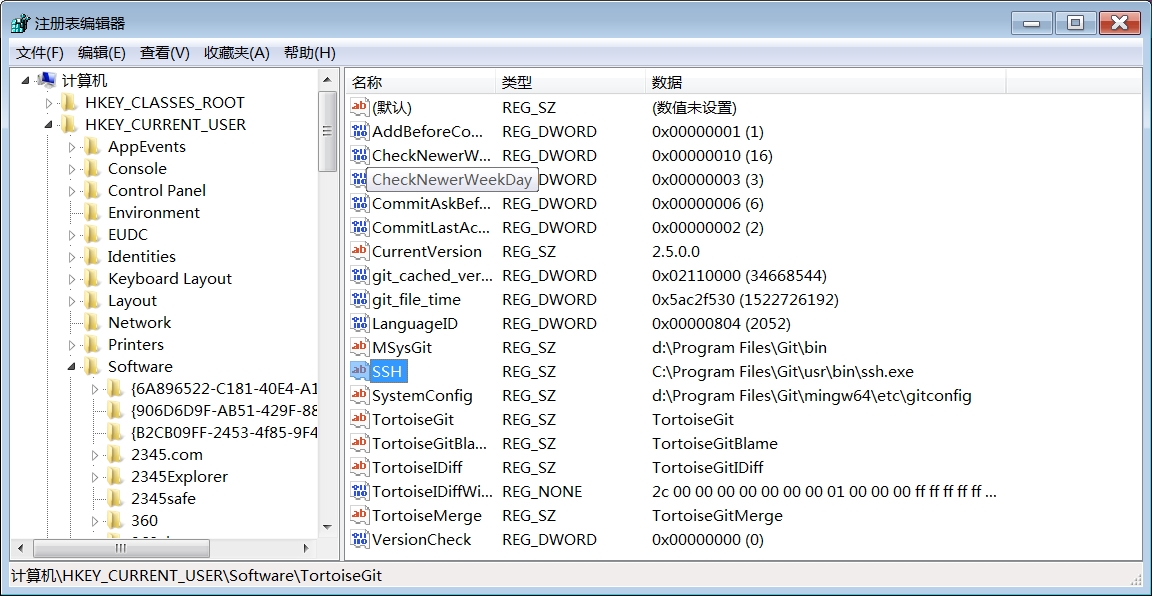 注册表编辑器
文件(F) 编辑(E) 查看(V) 收藏夹(A) 帮助(H)
计算机
HKEY_CLASSES_ROOT
HKEY_CURRENT_USER
AppEvents
Console
Control Panel
Environment
EUDC
Identities
Keyboard Layout
Layout
Network
Printers
Software
{6A896522-C181-40E4-A1
{906D6D9F-AB51-429F-88
{B2CB09FF-2453-4f85-9F4
2345.com
2345Explorer
2345safe
360
名称 类型 数据
(默认) REG_SZ (数值未设置)
AddBeforeCo... REG_DWORD 0x00000001 (1)
CheckNewerW... REG_DWORD 0x00000010 (16)
CheckNewerWeekDay DWORD 0x00000003 (3)
CommitAskBef... REG_DWORD 0x00000006 (6)
CommitLastAc... REG_DWORD 0x00000002 (2)
CurrentVersion REG_SZ 2.5.0.0
git_cached_ver... REG_DWORD 0x02110000 (34668544)
git_file_time REG_DWORD 0x5ac2f530 (1522726192)
LanguageID REG_DWORD 0x00000804 (2052)
MSysGit REG_SZ d:\Program Files\Git\bin
SSH REG_SZ C:\Program Files\Git\usr\bin\ssh.exe
SystemConfig REG_SZ d:\Program Files\Git\mingw64\etc\gitconfig
TortoiseGit REG_SZ TortoiseGit
TortoiseGitBla... REG_SZ TortoiseGitBlame
TortoiseIDiff REG_SZ TortoiseGitIDiff
TortoiseIDiffWi... REG_NONE 2c 00 00 00 00 00 00 00 01 00 00 00 ff ff ff ff ff ...
TortoiseMerge REG_SZ TortoiseGitMerge
VersionCheck REG_DWORD 0x00000000 (0)
计算机\HKEY_CURRENT_USER\Software\TortoiseGit